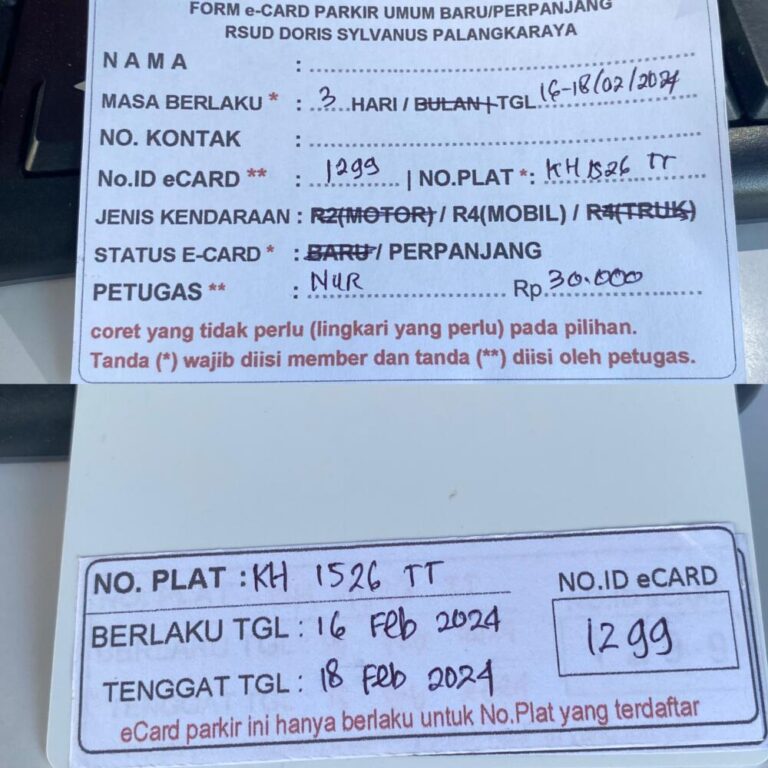 FORM e-CARD PARKIR UMUM BARU/PERPANJANG
RSUD DORIS SYLVANUS PALANGKARAYA
NAMA :
MASA BERLAKU * : 3 HARI / BULAN | TGL 16-18/02/2024
NO. KONTAK :
No.ID eCARD ** : 1299 | NO.PLAT *: KH 1526 TT
JENIS KENDARAAN : R2(MOTOR) / R4(MOBIL) / R4(TRUK)
STATUS E-CARD * : BARU / PERPANJANG
PETUGAS ** : NUR Rp 30.000
coret yang tidak perlu (lingkari yang perlu) pada pilihan.
Tanda (*) wajib diisi member dan tanda (**) diisi oleh petugas.
NO. PLAT : KH 1526 TT
NO.ID eCARD
1299
BERLAKU TGL : 16 Feb 2024
TENGGAT TGL : 18 Feb 2024
eCard parkir ini hanya berlaku untuk No.Plat yang terdaftar